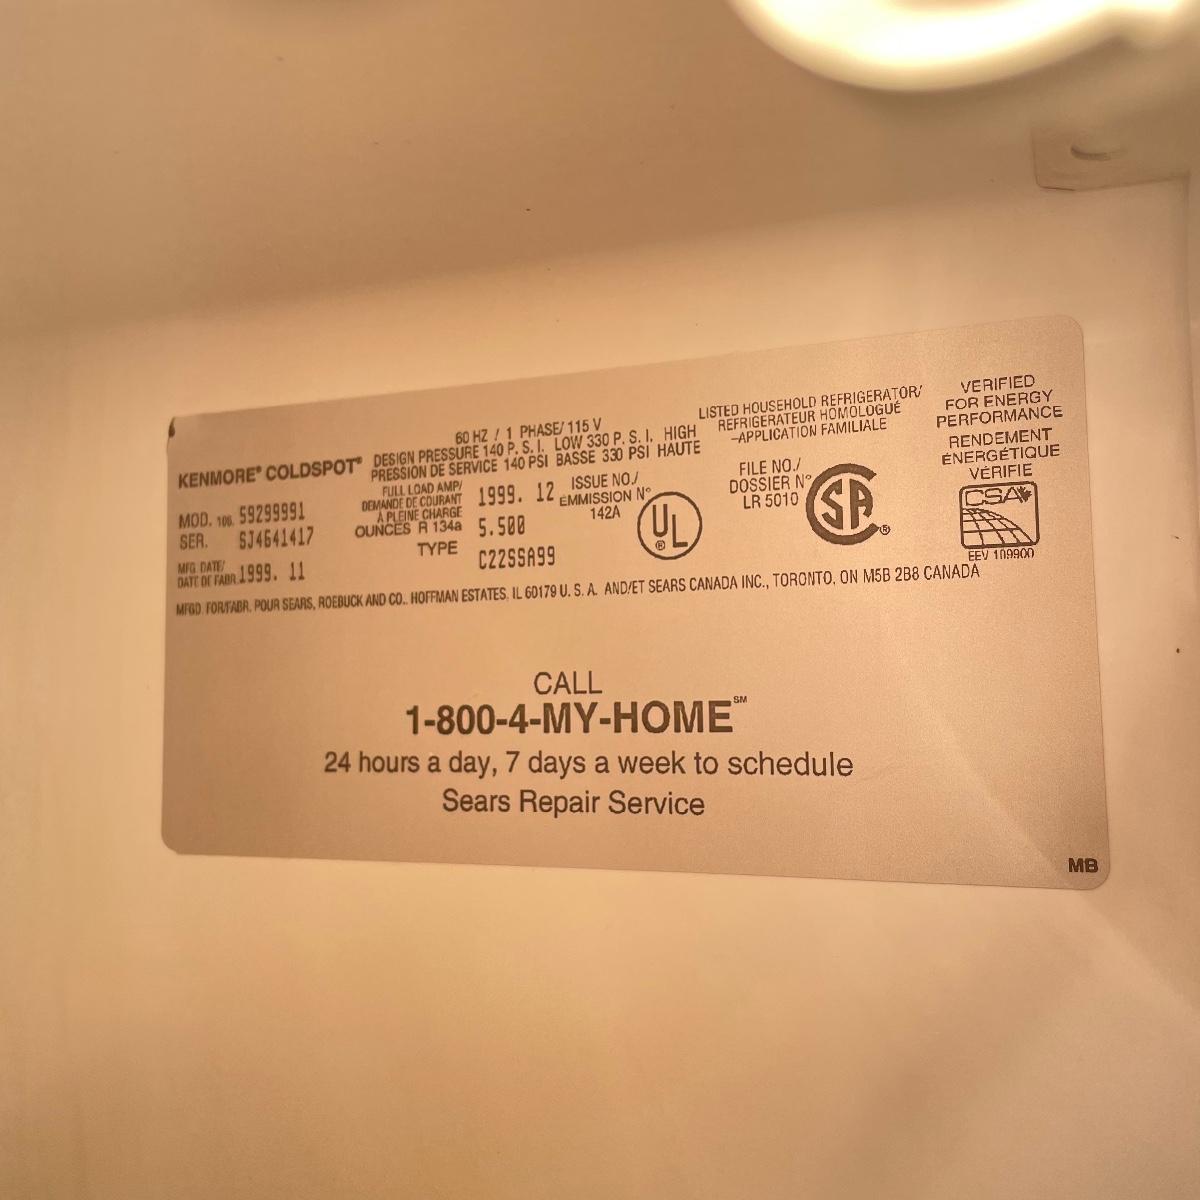 60 HZ / 1 PHASE/ 115 V
KENMORE® COLDSPOT®
DESIGN PRESSURE 140 P. S. I. LOW 330 P. S. I. HIGH
PRESSION DE SERVICE 140 PSI BASSE 330 PSI HAUTE
MOD. 106. 59299991
SER. SJ4641417
MFG DATE/
DATE DE FABR. 1999. 11
FULL LOAD AMP/
DEMANDE DE COURANT
À PLEINE CHARGE
1999. 12
OUNCES R 134a 5.500
TYPE C22SSA99
ISSUE NO./
ÉMMISSION N°
142A
UL ®
LISTED HOUSEHOLD REFRIGERATOR/
REFRIGERATEUR HOMOLOGUÉ
-APPLICATION FAMILIALE
FILE NO./
DOSSIER N°
LR 5010
SA ®
VERIFIED
FOR ENERGY
PERFORMANCE
RENDEMENT
ÉNERGÉTIQUE
VÉRIFIE
CSA
EEV 109900
MFGD. FOR/FABR. POUR SEARS, ROEBUCK AND CO., HOFFMAN ESTATES, IL 60179 U. S. A. AND/ET SEARS CANADA INC., TORONTO, ON M5B 2B8 CANADA
CALL
1-800-4-MY-HOME℠
24 hours a day, 7 days a week to schedule
Sears Repair Service
MB